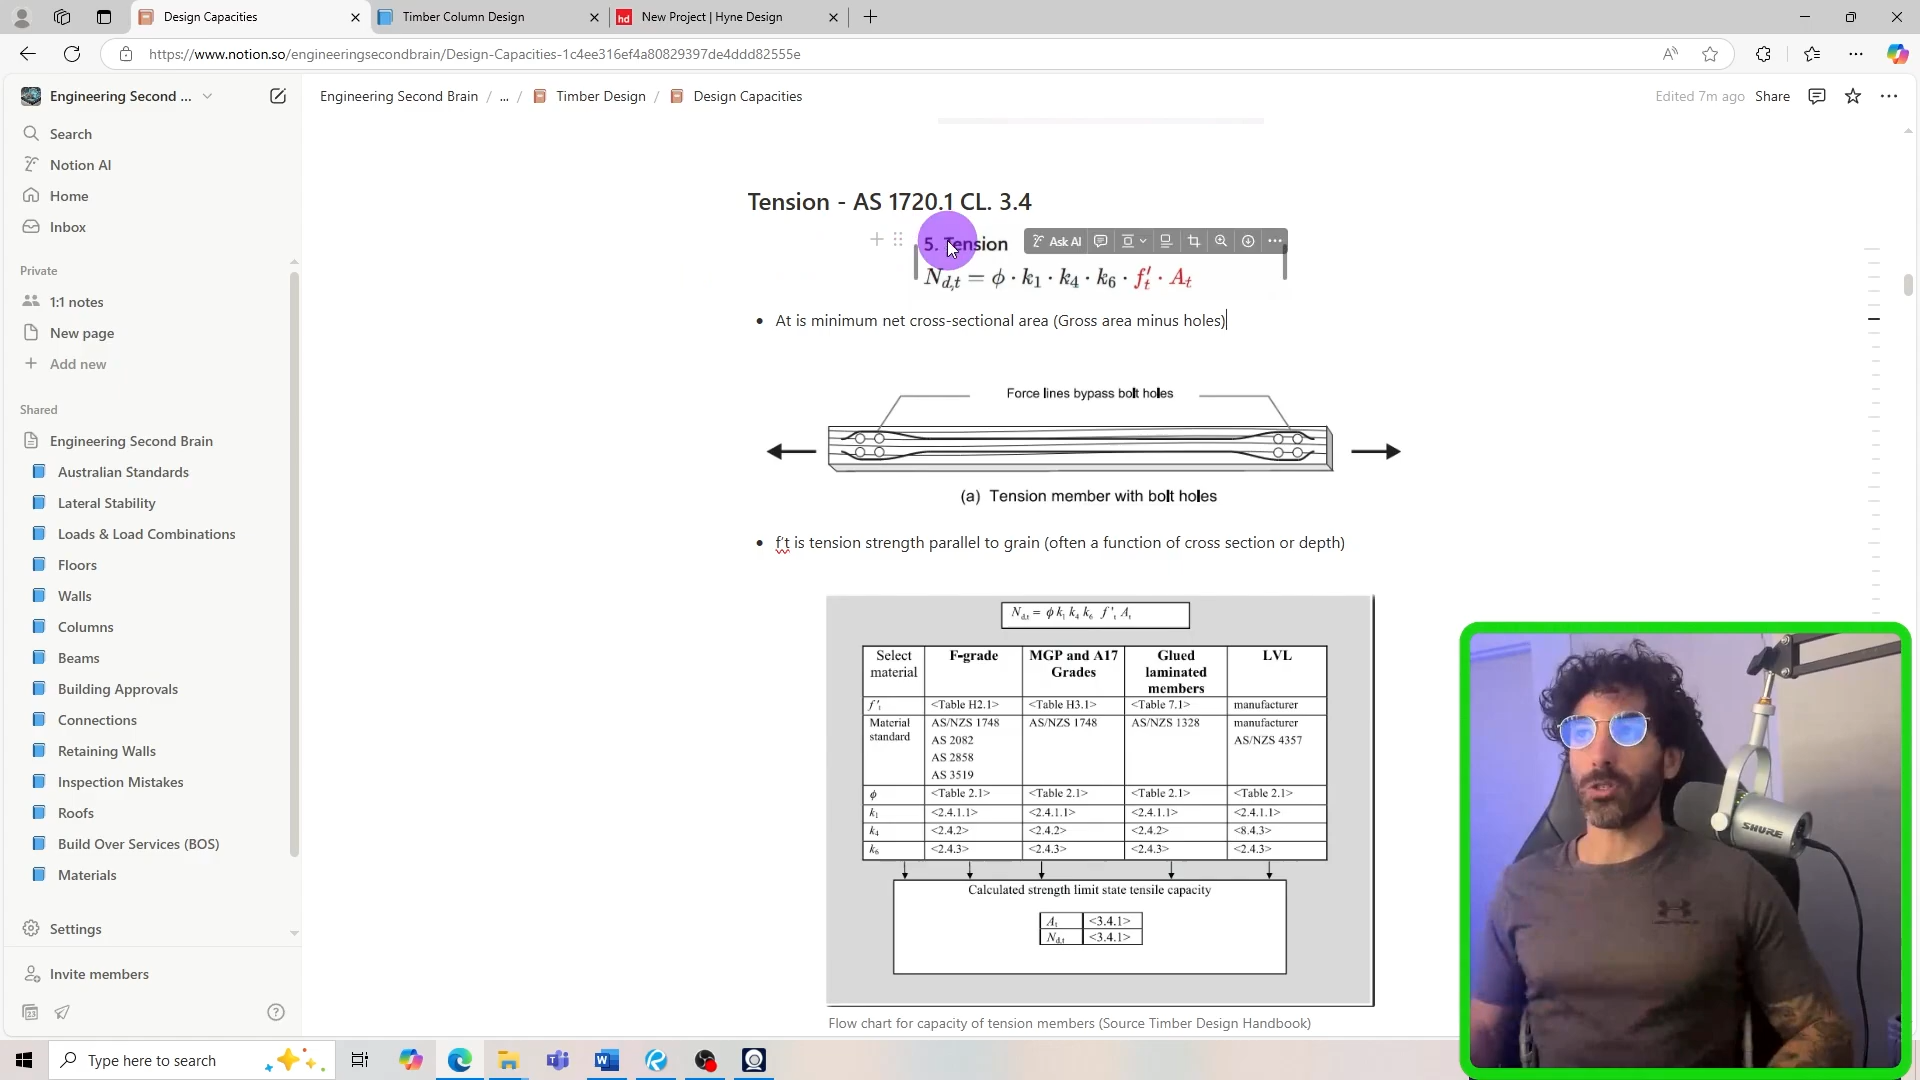 Design Capacities
Timber Column Design
New Project | Hyne Design
https://www.notion.so/engineeringsecondbrain/Design-Capacities-1c4ee316ef4a80829397de4ddd82555e
Engineering Second ...
Search
Notion AI
Home
Inbox
Private
1:1 notes
New page
Add new
Shared
Engineering Second Brain
Australian Standards
Lateral Stability
Loads & Load Combinations
Floors
Walls
Columns
Beams
Building Approvals
Connections
Retaining Walls
Inspection Mistakes
Roofs
Build Over Services (BOS)
Materials
Settings
Invite members
Engineering Second Brain / ... / Timber Design / Design Capacities
Edited 7m ago Share
Tension - AS 1720.1 CL. 3.4
5. Tension
Ask AI
N_{d,t} = ϕ · k₁ · k₄ · k₆ · f′ₜ · Aₜ
• At is minimum net cross-sectional area (Gross area minus holes)
Force lines bypass bolt holes
(a) Tension member with bolt holes
• f't is tension strength parallel to grain (often a function of cross section or depth)
N_{d,t} = ϕ k₁ k₄ k₆ f′ₜ Aₜ
Select material F-grade MGP and A17 Grades Glued laminated members LVL
f′ₜ <Table H2.1> <Table H3.1> <Table 7.1> manufacturer
Material standard AS/NZS 1748 AS/NZS 1748 AS/NZS 1328 manufacturer
AS 2082 AS/NZS 4357
AS 2858
AS 3519
ϕ <Table 2.1> <Table 2.1> <Table 2.1> <Table 2.1>
k₁ <2.4.1.1> <2.4.1.1> <2.4.1.1> <2.4.1.1>
k₄ <2.4.2> <2.4.2> <2.4.2> <8.4.3>
k₆ <2.4.3> <2.4.3> <2.4.3> <2.4.3>
Calculated strength limit state tensile capacity
Aₜ <3.4.1>
N_{d,t} <3.4.1>
Flow chart for capacity of tension members (Source Timber Design Handbook)
SHURE
Type here to search